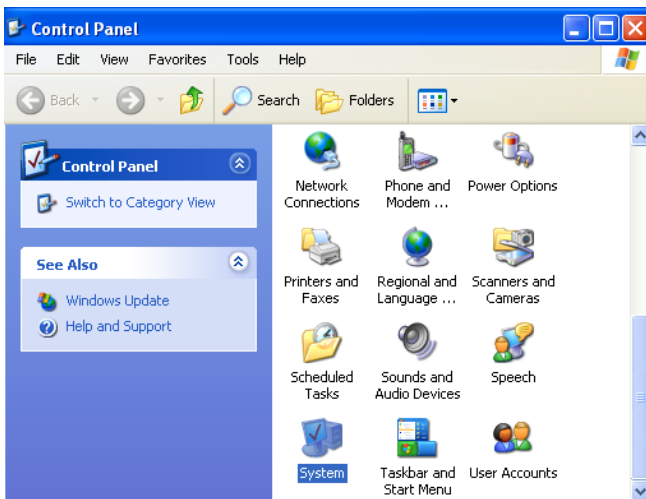 Control Panel
File Edit View Favorites Tools Help
Back Search Folders
Control Panel
Switch to Category View
See Also
Windows Update
Help and Support
Network
Connections
Phone and
Modem ...
Power Options
Printers and
Faxes
Regional and
Language ...
Scanners and
Cameras
Scheduled
Tasks
Sounds and
Audio Devices
Speech
System
Taskbar and
Start Menu
User Accounts